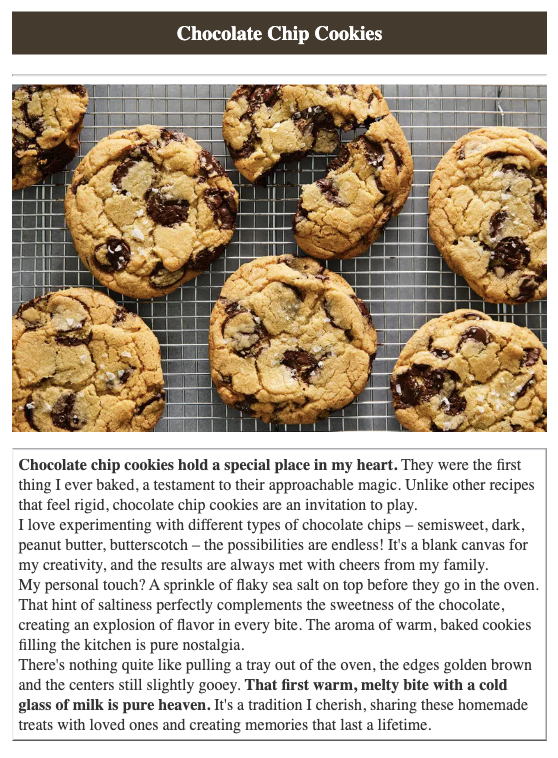 Chocolate Chip Cookies
Chocolate chip cookies hold a special place in my heart. They were the first
thing I ever baked, a testament to their approachable magic. Unlike other recipes
that feel rigid, chocolate chip cookies are an invitation to play.
I love experimenting with different types of chocolate chips – semisweet, dark,
peanut butter, butterscotch – the possibilities are endless! It's a blank canvas for
my creativity, and the results are always met with cheers from my family.
My personal touch? A sprinkle of flaky sea salt on top before they go in the oven.
That hint of saltiness perfectly complements the sweetness of the chocolate,
creating an explosion of flavor in every bite. The aroma of warm, baked cookies
filling the kitchen is pure nostalgia.
There's nothing quite like pulling a tray out of the oven, the edges golden brown
and the centers still slightly gooey. That first warm, melty bite with a cold
glass of milk is pure heaven. It's a tradition I cherish, sharing these homemade
treats with loved ones and creating memories that last a lifetime.